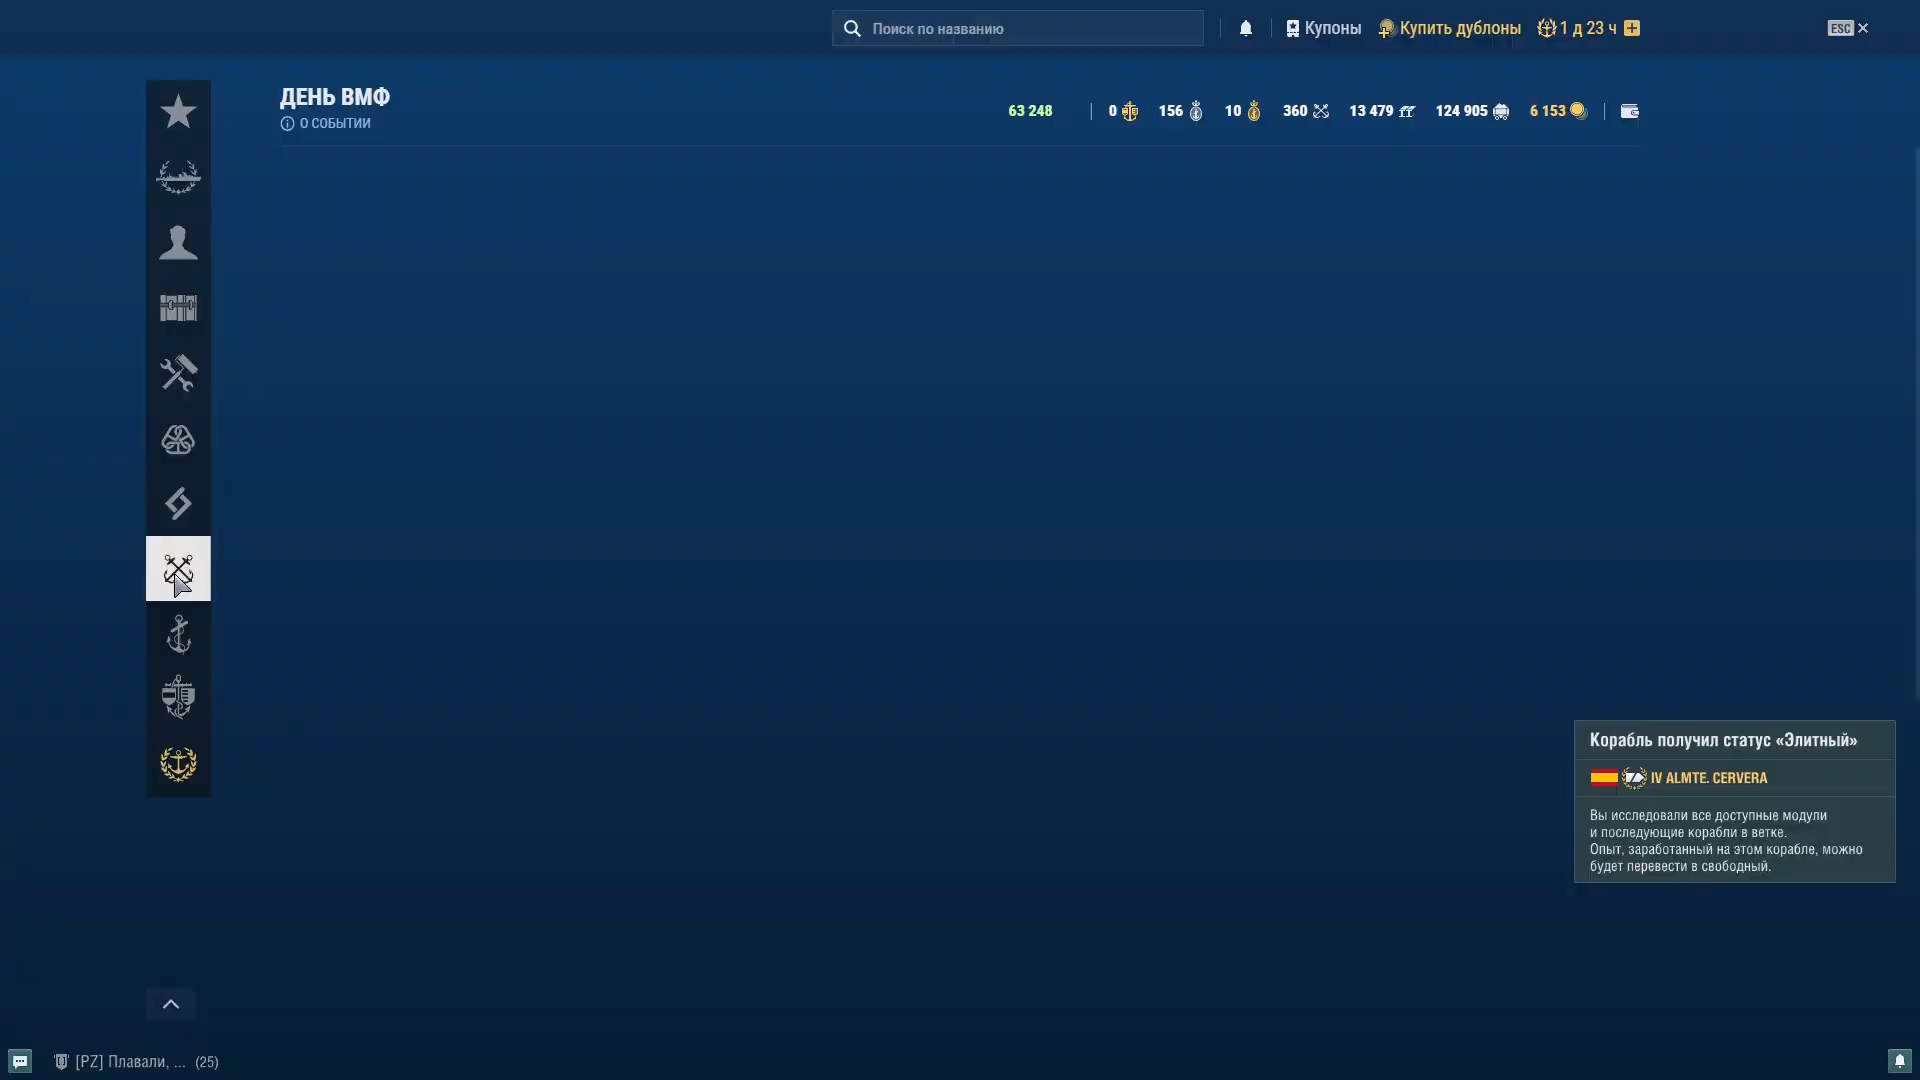 Поиск по названию
Купоны
Купить дублоны
1 д 23 ч
ESC
ДЕНЬ ВМФ
О СОБЫТИИ
63 248
0
156
10
360
13 479
124 905
6 153
Корабль получил статус «Элитный»
IV ALMTE. CERVERA
Вы исследовали все доступные модули
и последующие корабли в ветке.
Опыт, заработанный на этом корабле, можно
будет перевести в свободный.
[PZ] Плавали, ... (25)